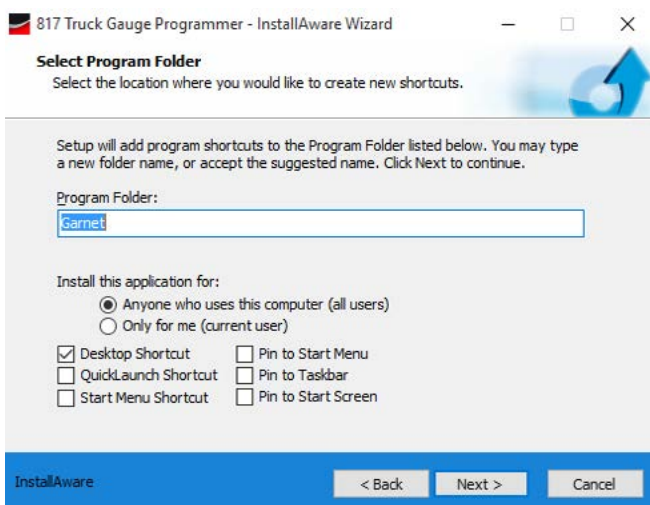 817 Truck Gauge Programmer - InstallAware Wizard
Select Program Folder
Select the location where you would like to create new shortcuts.
Setup will add program shortcuts to the Program Folder listed below. You may type
a new folder name, or accept the suggested name. Click Next to continue.
Program Folder:
Garnet
Install this application for:
Anyone who uses this computer (all users)
Only for me (current user)
Desktop Shortcut Pin to Start Menu
QuickLaunch Shortcut Pin to Taskbar
Start Menu Shortcut Pin to Start Screen
InstallAware < Back Next > Cancel